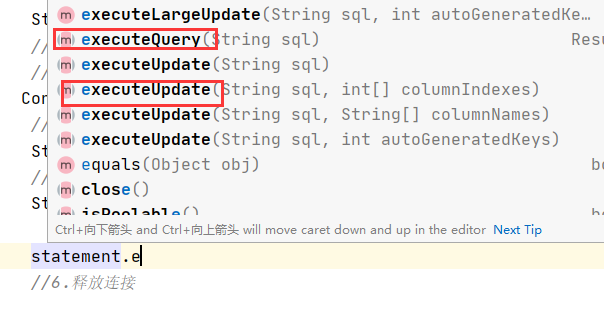 St
executeLargeUpdate(String sql, int autoGeneratedKe…
//
executeQuery(String sql) Resu
//
executeUpdate(String sql)
Con
executeUpdate(String sql, int[] columnIndexes)
//
executeUpdate(String sql, String[] columnNames)
St
executeUpdate(String sql, int autoGeneratedKeys)
//
equals(Object obj) bo
St
close()
isPoolable() bo
Ctrl+向下箭头 and Ctrl+向上箭头 will move caret down and up in the editor Next Tip
statement.e
//6.释放连接